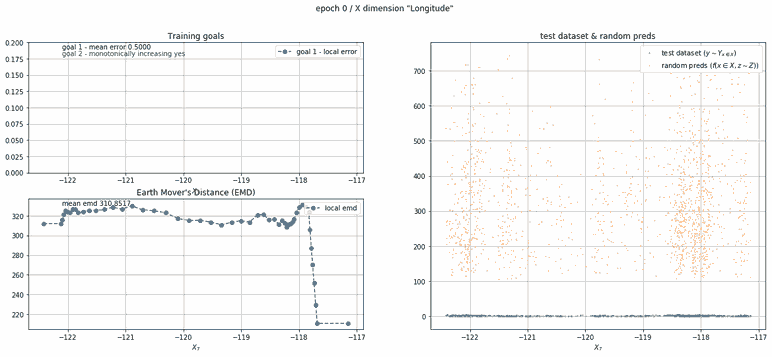 epoch 0 / X dimension "Longitude"
Training goals
goal 1 - mean error 0.5000
goal 2 - monotonically increasing yes
goal 1 - local error
0.200
0.175
0.150
0.125
0.100
0.075
0.050
0.025
0.000
−122 −121 −120 −119 −118 −117
Earth Mover's Distance (EMD)
mean emd 310.8517
local emd
320
300
280
260
240
220
−122 −121 −120 −119 −118 −117
X_T
test dataset & random preds
test dataset (y ~ Y_{x∈X})
random preds (f(x ∈ X, z ~ Z))
700
600
500
400
300
200
100
0
−122 −121 −120 −119 −118 −117
X_T